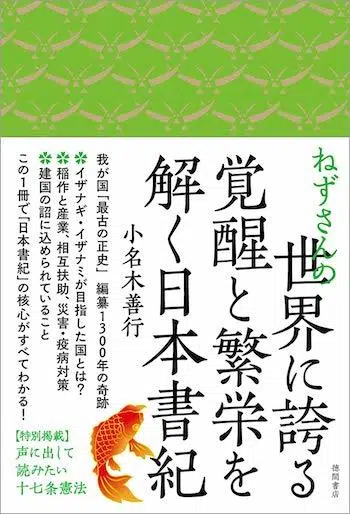 ねずさんの
世界に誇る
覚醒と繁栄を
解く日本書紀
小名木善行
我が国「最古の正史」 編纂1300年の奇跡
イザナギ・イザナミが目指した国とは?
稲作と産業、相互扶助、災害・疫病対策
建国の詔に込められていること
この1冊で『日本書紀』の核心がすべてわかる!
【特別掲載】
声に出して
読みたい
十七条憲法
徳間書店